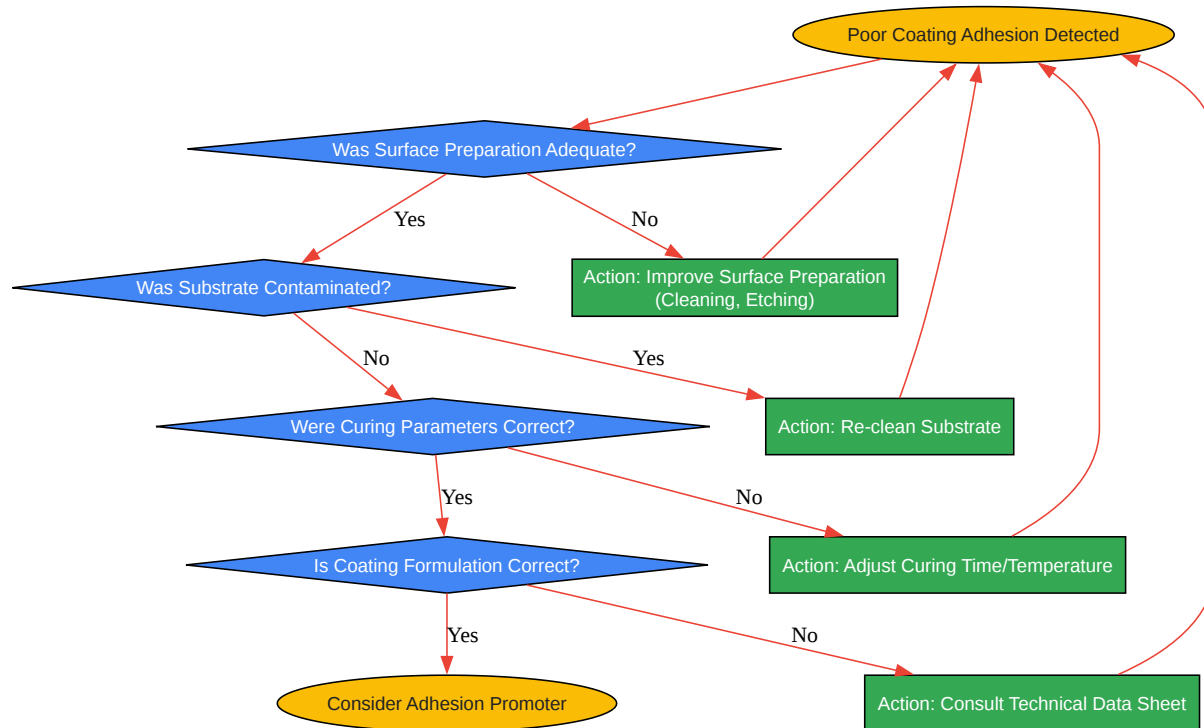 Poor Coating Adhesion Detected
Was Surface Preparation Adequate?
Yes
No
Action: Improve Surface Preparation
(Cleaning, Etching)
Was Substrate Contaminated?
No
Yes
Action: Re-clean Substrate
Were Curing Parameters Correct?
Yes
No
Action: Adjust Curing Time/Temperature
Is Coating Formulation Correct?
Yes
No
Consider Adhesion Promoter
Action: Consult Technical Data Sheet